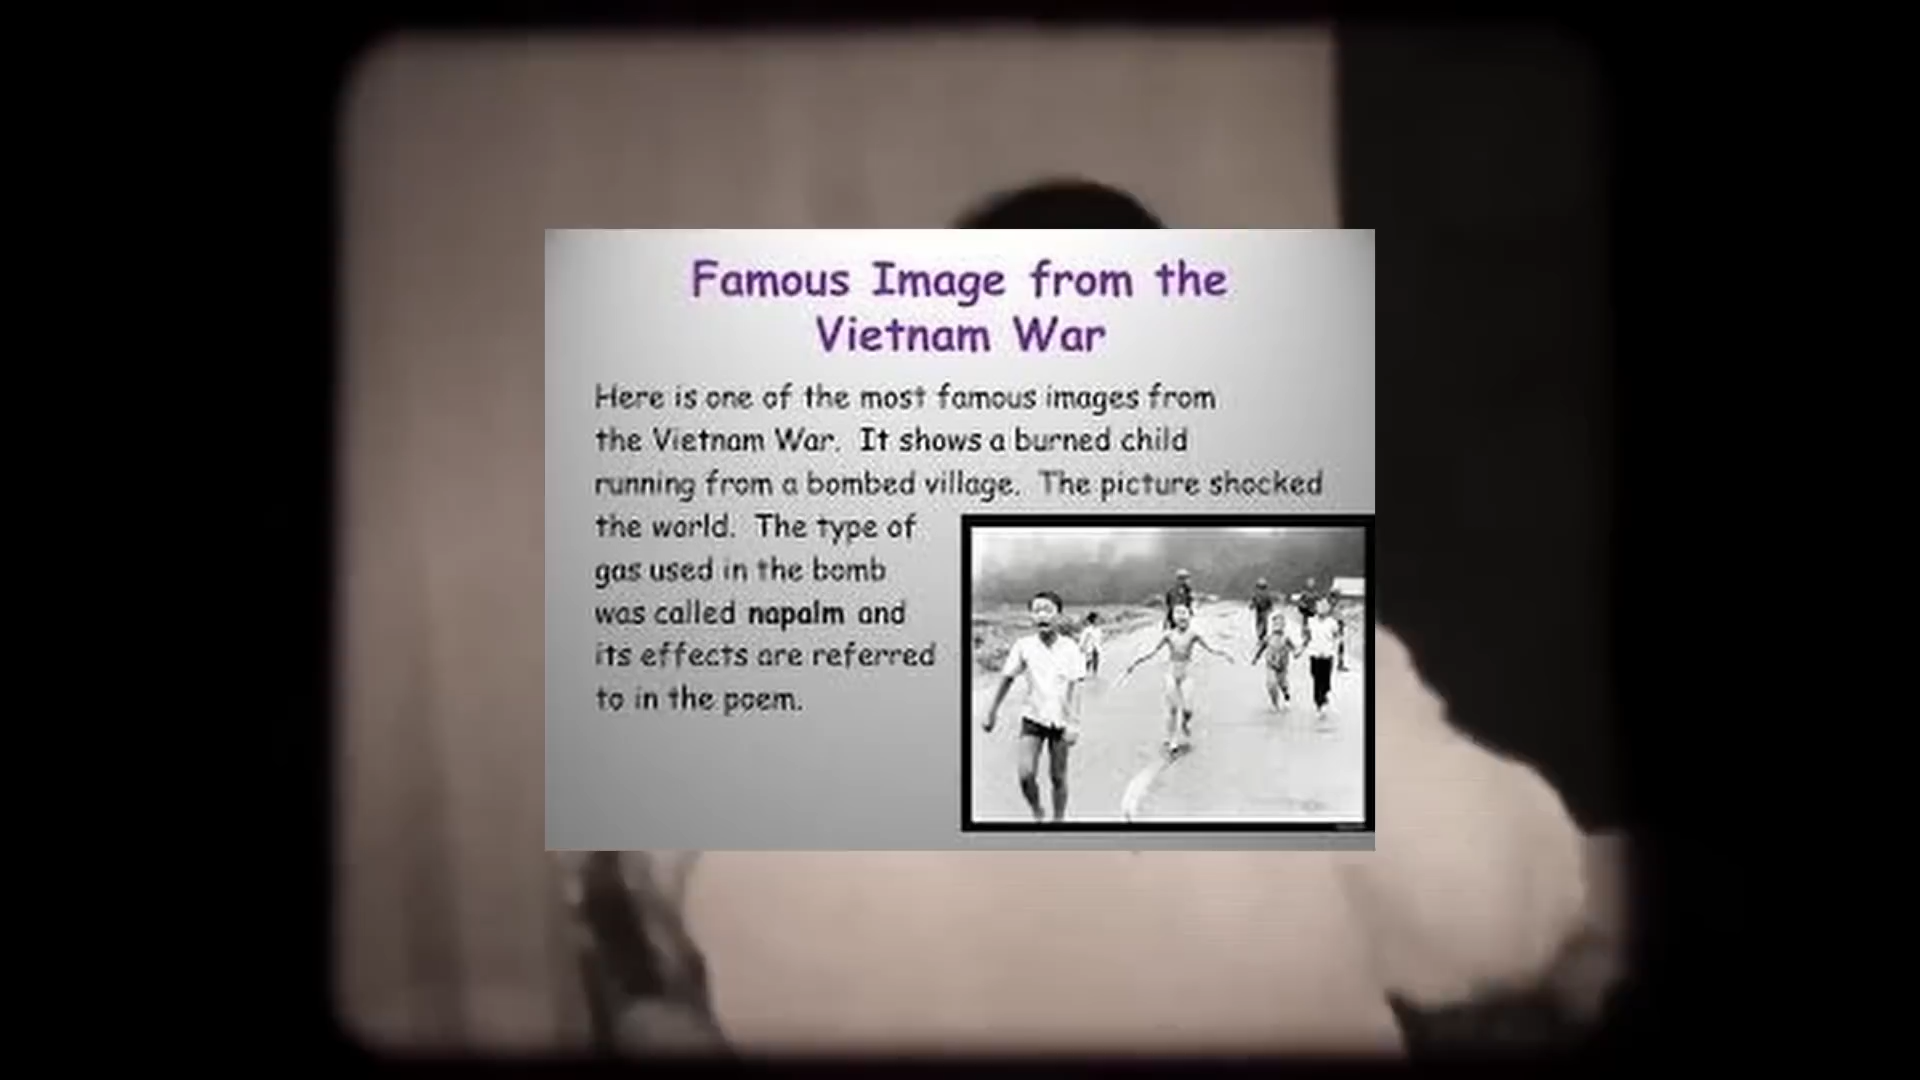 Famous Image from the
Vietnam War
Here is one of the most famous images from
the Vietnam War.  It shows a burned child
running from a bombed village.  The picture shocked
the world.  The type of
gas used in the bomb
was called napalm and
its effects are referred
to in the poem.